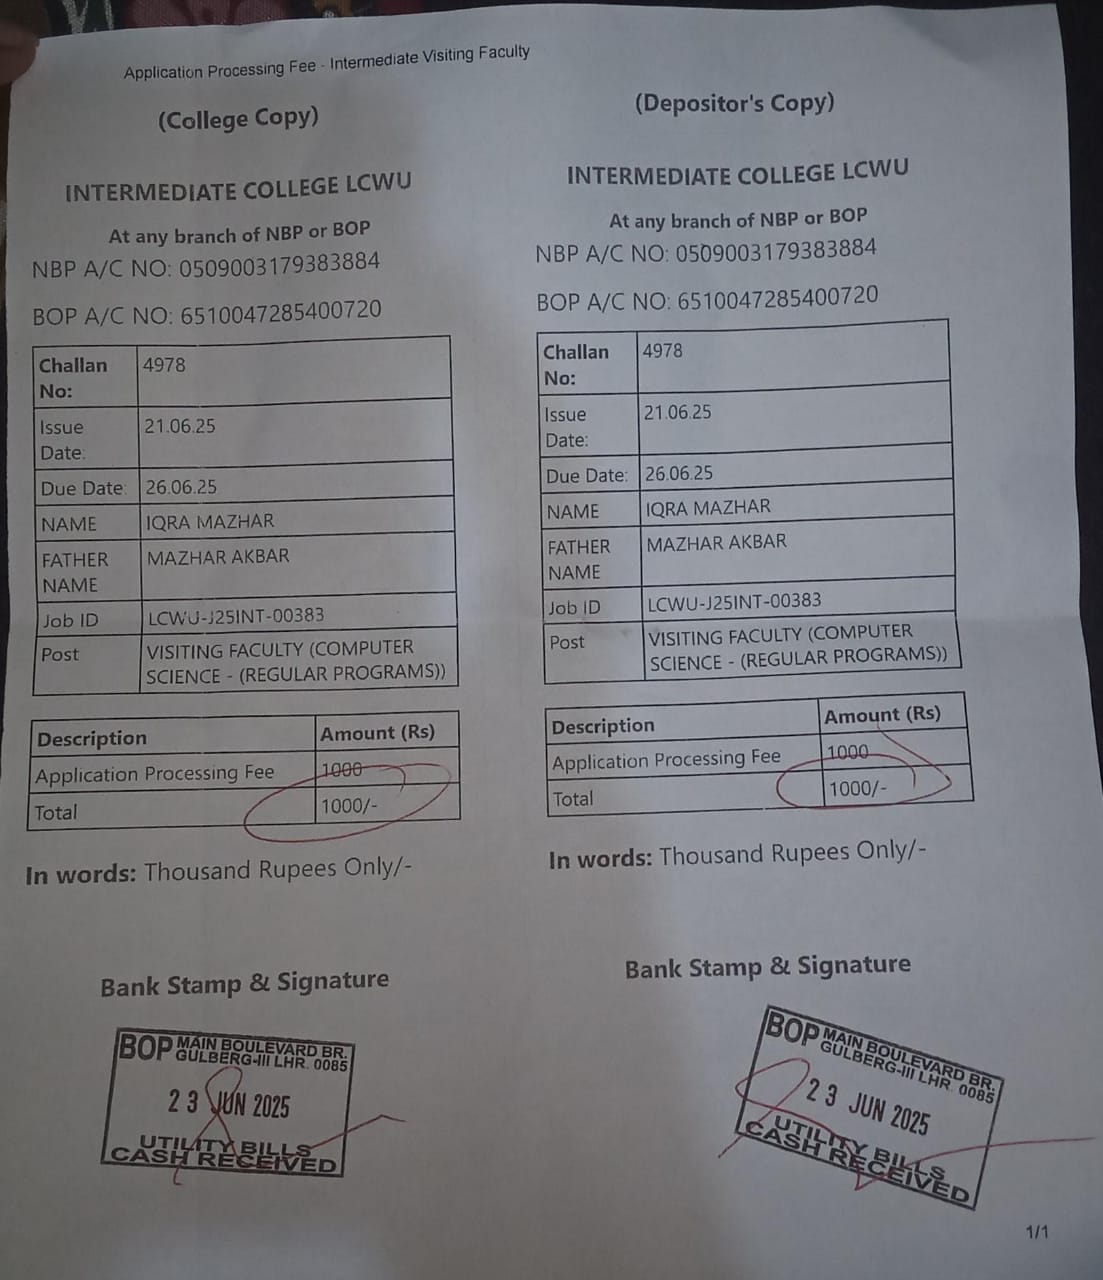 Application Processing Fee - Intermediate Visiting Faculty
(College Copy)
INTERMEDIATE COLLEGE LCWU
At any branch of NBP or BOP
NBP A/C NO: 0509003179383884
BOP A/C NO: 6510047285400720
Challan No: 4978
Issue Date: 21.06.25
Due Date: 26.06.25
NAME IQRA MAZHAR
FATHER NAME MAZHAR AKBAR
Job ID LCWU-J25INT-00383
Post VISITING FACULTY (COMPUTER
SCIENCE - (REGULAR PROGRAMS))
Description Amount (Rs)
Application Processing Fee 1000
Total 1000/-
In words: Thousand Rupees Only/-
Bank Stamp & Signature
BOP MAIN BOULEVARD BR.
GULBERG-III LHR. 0085
23 JUN 2025
UTILITY BILLS
CASH RECEIVED
(Depositor's Copy)
INTERMEDIATE COLLEGE LCWU
At any branch of NBP or BOP
NBP A/C NO: 0509003179383884
BOP A/C NO: 6510047285400720
Challan No: 4978
Issue Date: 21.06.25
Due Date: 26.06.25
NAME IQRA MAZHAR
FATHER NAME MAZHAR AKBAR
Job ID LCWU-J25INT-00383
Post VISITING FACULTY (COMPUTER
SCIENCE - (REGULAR PROGRAMS))
Description Amount (Rs)
Application Processing Fee 1000
Total 1000/-
In words: Thousand Rupees Only/-
Bank Stamp & Signature
BOP MAIN BOULEVARD BR.
GULBERG-III LHR. 0085
23 JUN 2025
UTILITY BILLS
CASH RECEIVED
1/1